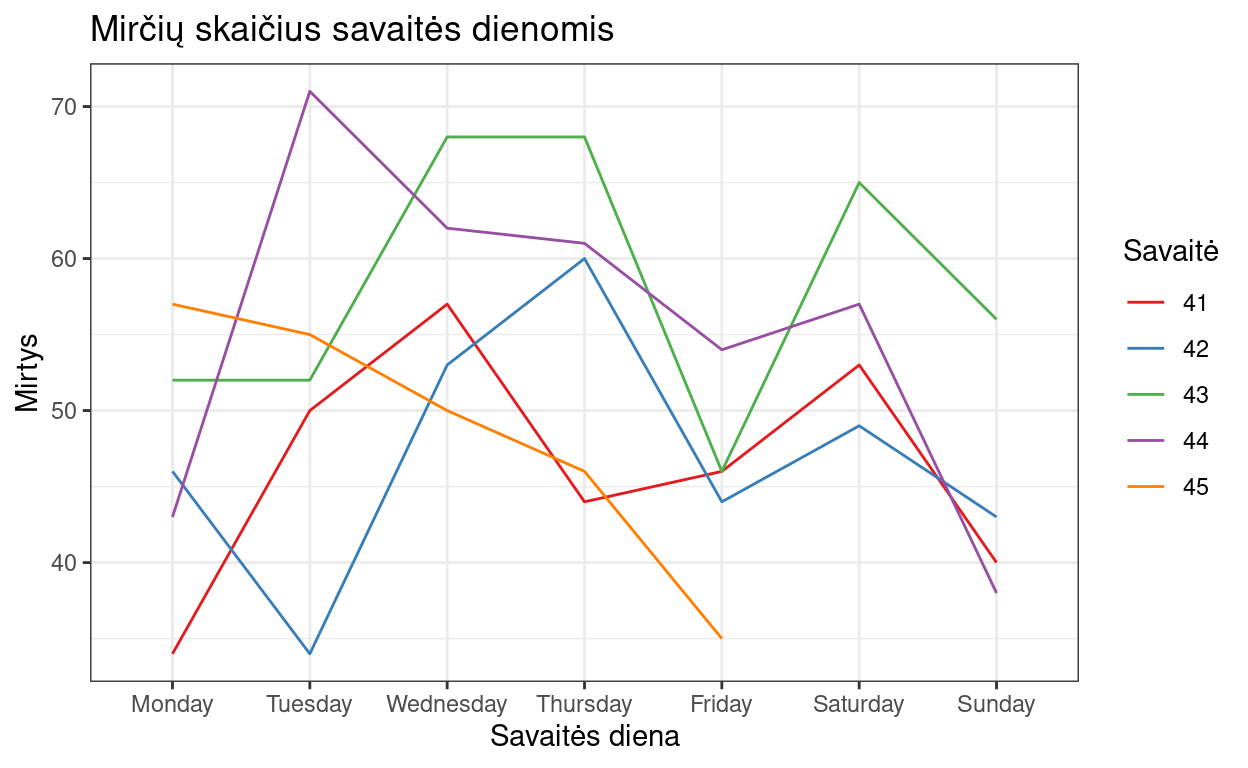 Mirčių skaičius savaitės dienomis
70
60
50
40
Mirtys
Monday Tuesday Wednesday Thursday Friday Saturday Sunday
Savaitės diena
Savaitė
41
42
43
44
45